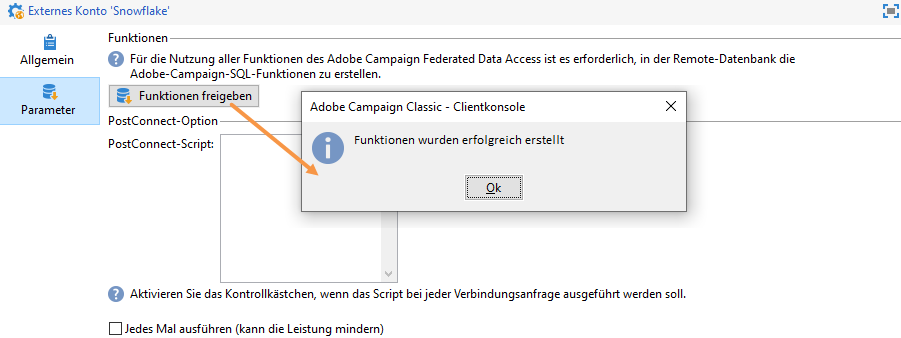 Externes Konto 'Snowflake'
Allgemein
Parameter
Funktionen
Für die Nutzung aller Funktionen des Adobe Campaign Federated Data Access ist es erforderlich, in der Remote-Datenbank die
Adobe-Campaign-SQL-Funktionen zu erstellen.
Funktionen freigeben
PostConnect-Option
PostConnect-Script:
Adobe Campaign Classic - Clientkonsole
Funktionen wurden erfolgreich erstellt
Ok
Aktivieren Sie das Kontrollkästchen, wenn das Script bei jeder Verbindungsanfrage ausgeführt werden soll.
Jedes Mal ausführen (kann die Leistung mindern)